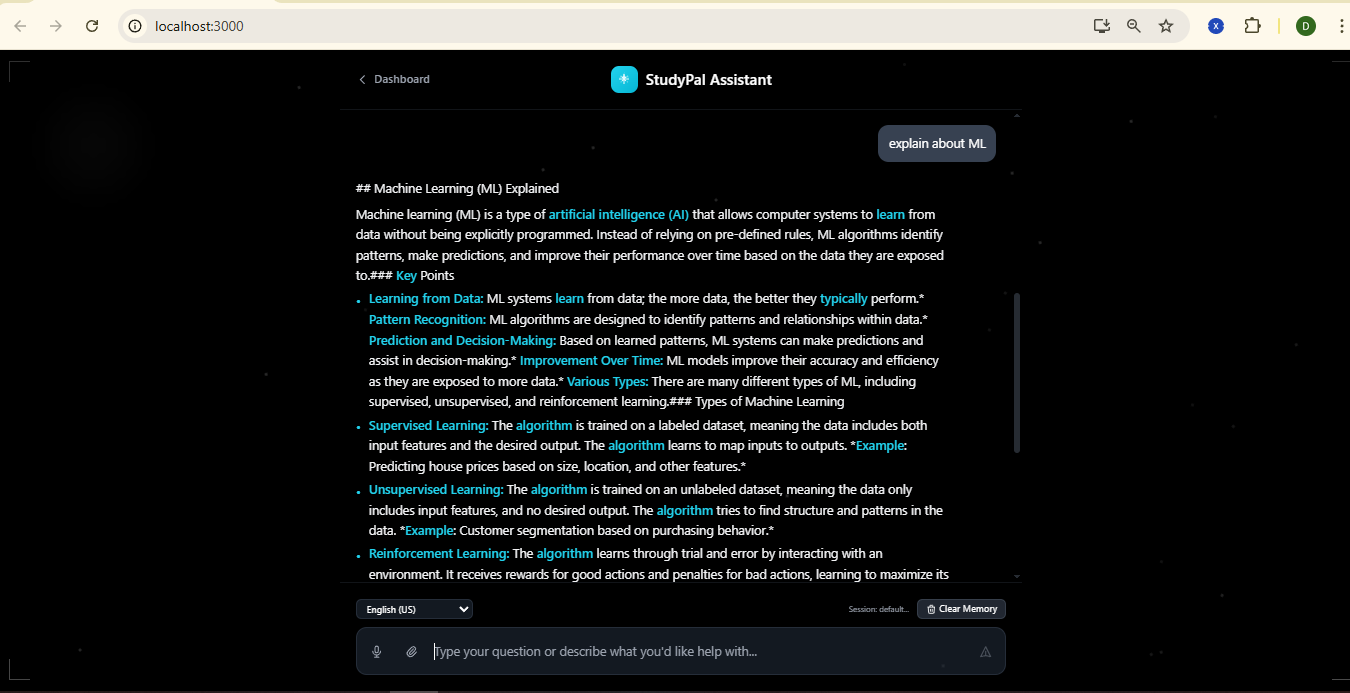 localhost:3000
X
D
Dashboard
StudyPal Assistant
explain about ML
## Machine Learning (ML) Explained
Machine learning (ML) is a type of artificial intelligence (AI) that allows computer systems to learn from
data without being explicitly programmed. Instead of relying on pre-defined rules, ML algorithms identify
patterns, make predictions, and improve their performance over time based on the data they are exposed
to.### Key Points
• Learning from Data: ML systems learn from data; the more data, the better they typically perform.*
Pattern Recognition: ML algorithms are designed to identify patterns and relationships within data.*
Prediction and Decision-Making: Based on learned patterns, ML systems can make predictions and
assist in decision-making.* Improvement Over Time: ML models improve their accuracy and efficiency
as they are exposed to more data.* Various Types: There are many different types of ML, including
supervised, unsupervised, and reinforcement learning.### Types of Machine Learning
• Supervised Learning: The algorithm is trained on a labeled dataset, meaning the data includes both
input features and the desired output. The algorithm learns to map inputs to outputs. *Example:
Predicting house prices based on size, location, and other features.*
• Unsupervised Learning: The algorithm is trained on an unlabeled dataset, meaning the data only
includes input features, and no desired output. The algorithm tries to find structure and patterns in the
data. *Example: Customer segmentation based on purchasing behavior.*
• Reinforcement Learning: The algorithm learns through trial and error by interacting with an
environment. It receives rewards for good actions and penalties for bad actions, learning to maximize its
English (US)
Session: default...
Clear Memory
Type your question or describe what you'd like help with...